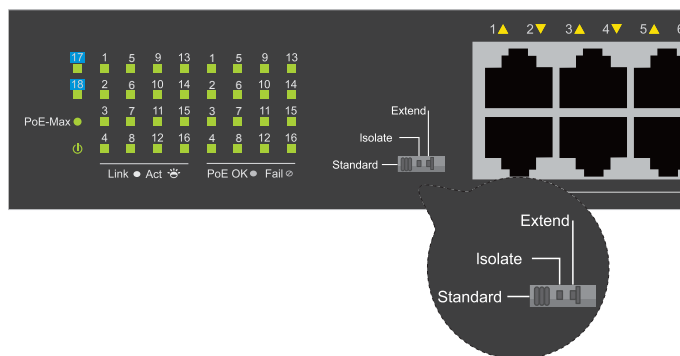 1 2 3 4 5 6
17 1 5 9 13 1 5 9 13
18 2 6 10 14 2 6 10 14
PoE-Max 3 7 11 15 3 7 11 15
4 8 12 16 4 8 12 16
Link Act PoE OK Fail
Extend
Isolate
Standard
Extend
Isolate
Standard